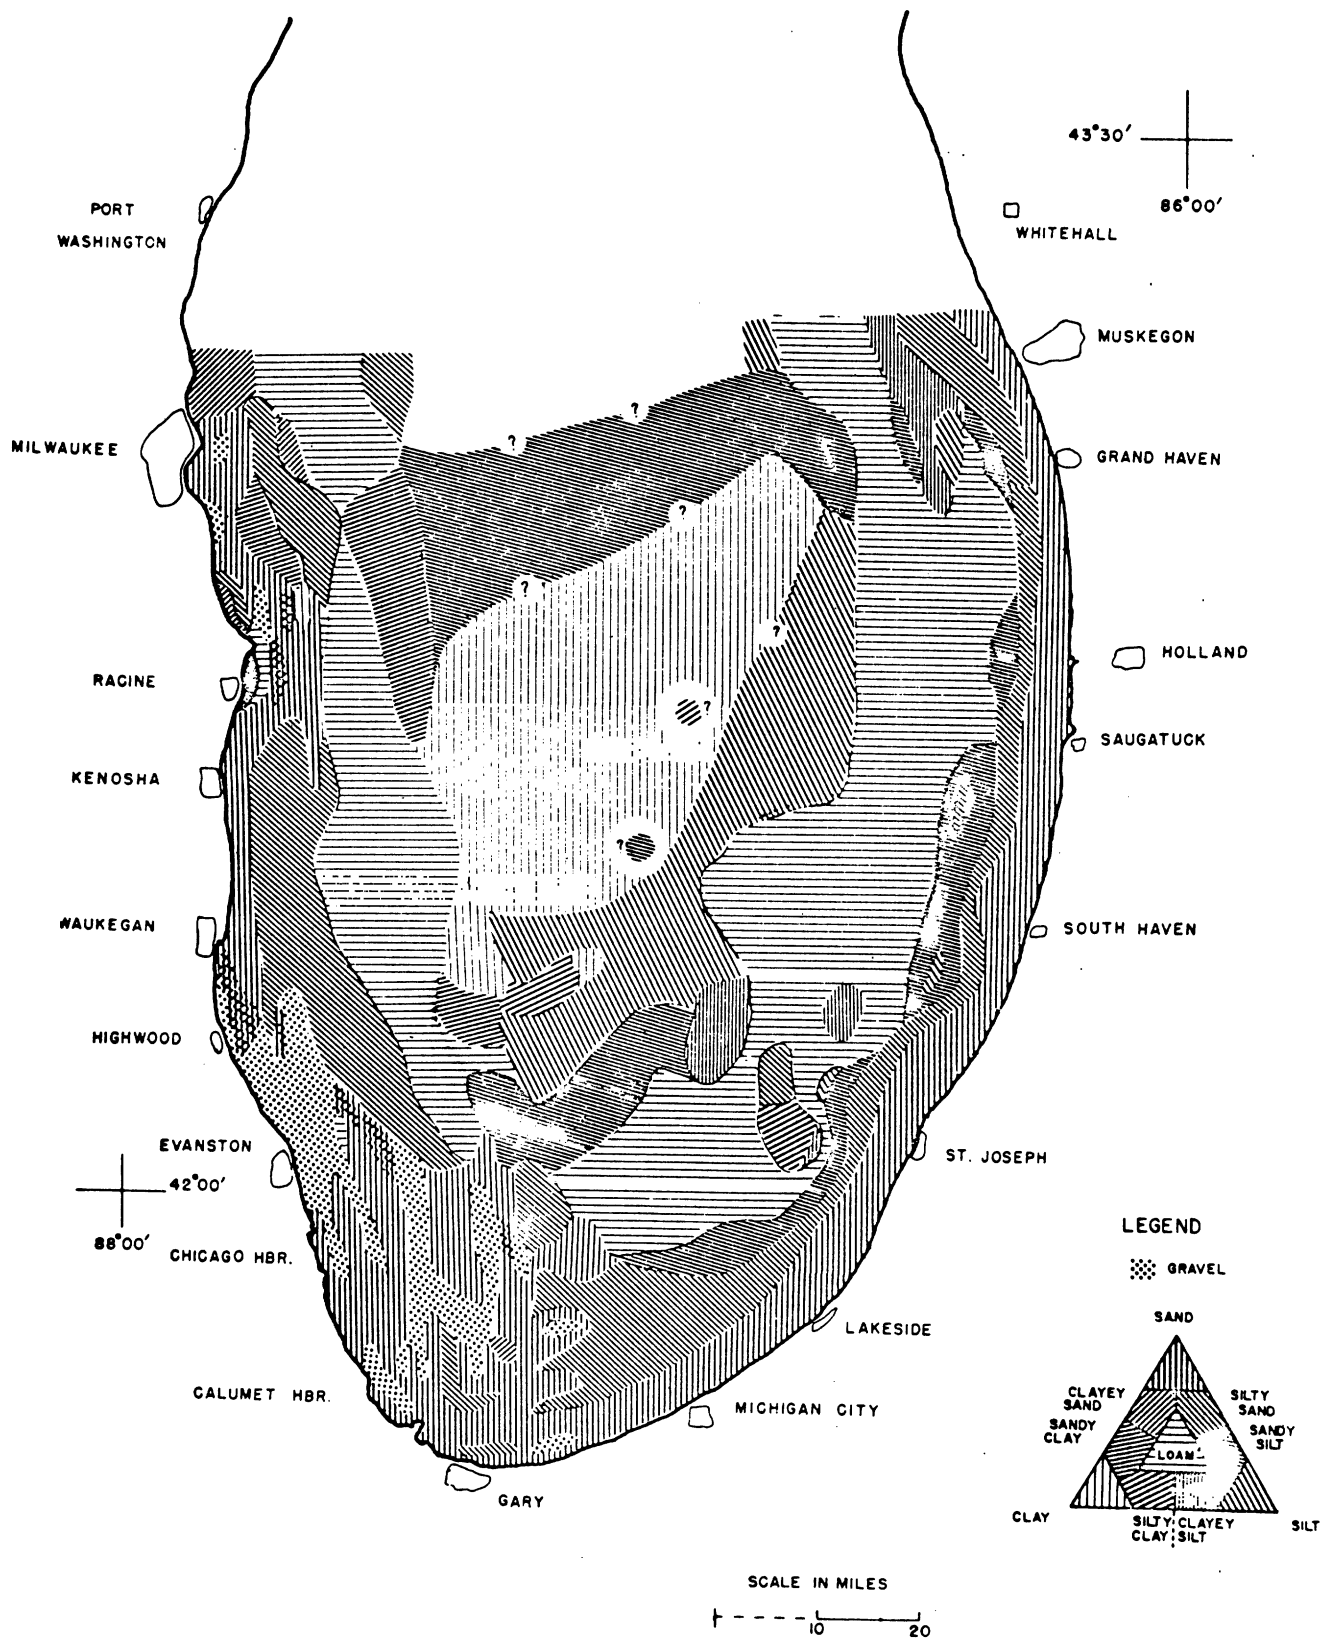 43°30'
86°00'
PORT
WASHINGTON
WHITEHALL
MUSKEGON
MILWAUKEE
GRAND HAVEN
?
?
?
?
?
?
?
HOLLAND
RACINE
SAUGATUCK
KENOSHA
WAUKEGAN
SOUTH HAVEN
HIGHWOOD
EVANSTON
ST. JOSEPH
42°00'
88°00'
CHICAGO HBR.
LAKESIDE
CALUMET HBR.
MICHIGAN CITY
GARY
LEGEND
GRAVEL
SAND
CLAYEY
SAND
SILTY
SAND
SANDY
CLAY
SANDY
SILT
LOAM
CLAY
SILTY
CLAY
CLAYEY
SILT
SILT
SCALE IN MILES
10 20